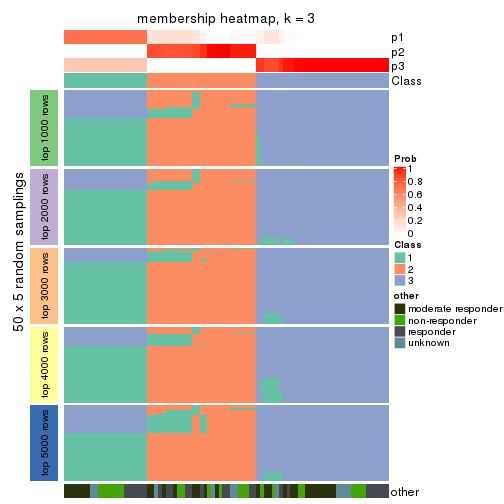 membership heatmap, k = 3
p1
p2
p3
Class
50 x 5 random samplings
top 1000 rows
top 2000 rows
top 3000 rows
top 4000 rows
top 5000 rows
Prob
1
0.8
0.6
0.4
0.2
0
Class
1
2
3
other
moderate responder
non-responder
responder
unknown
other